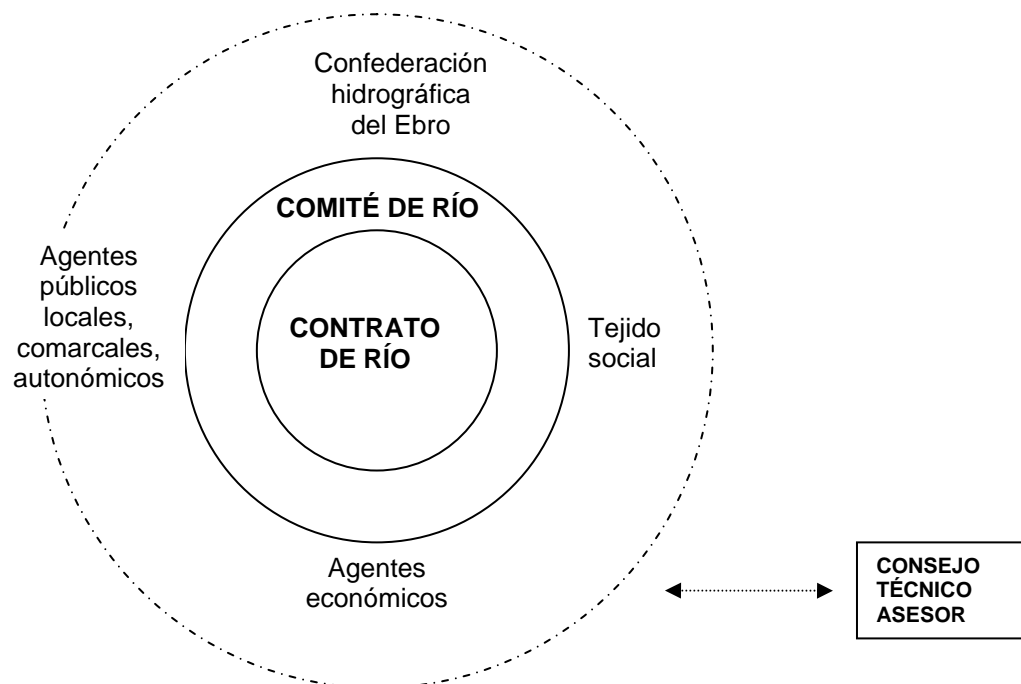 Confederación
hidrográfica
del Ebro
COMITÉ DE RÍO
Agentes
públicos
locales,
comarcales,
autonómicos
CONTRATO
DE RÍO
Tejido
social
Agentes
económicos
CONSEJO
TÉCNICO
ASESOR